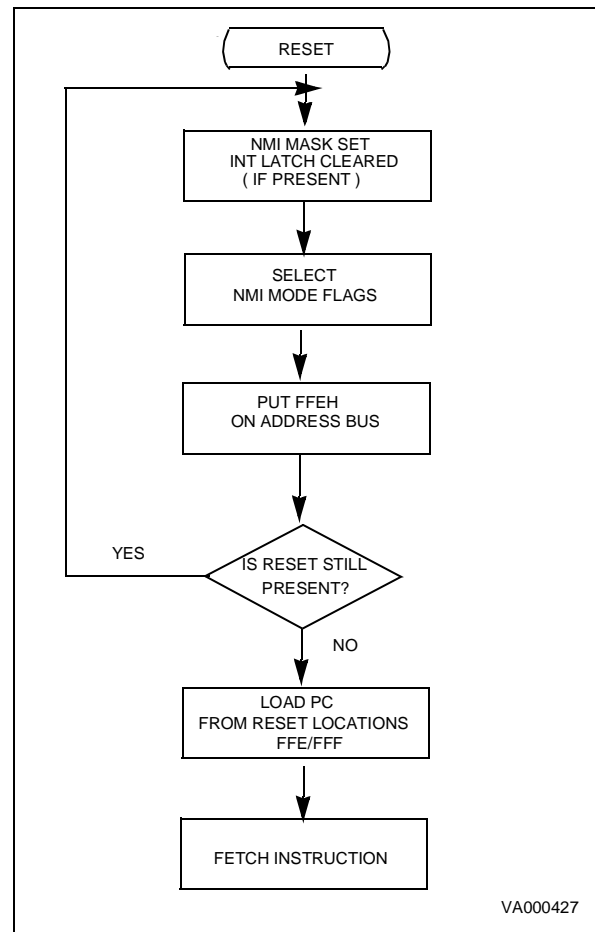 RESET
NMI MASK SET
INT LATCH CLEARED
( IF PRESENT )
SELECT
NMI MODE FLAGS
PUT FFEH
ON ADDRESS BUS
YES
IS RESET STILL
PRESENT?
NO
LOAD PC
FROM RESET LOCATIONS
FFE/FFF
FETCH INSTRUCTION
VA000427